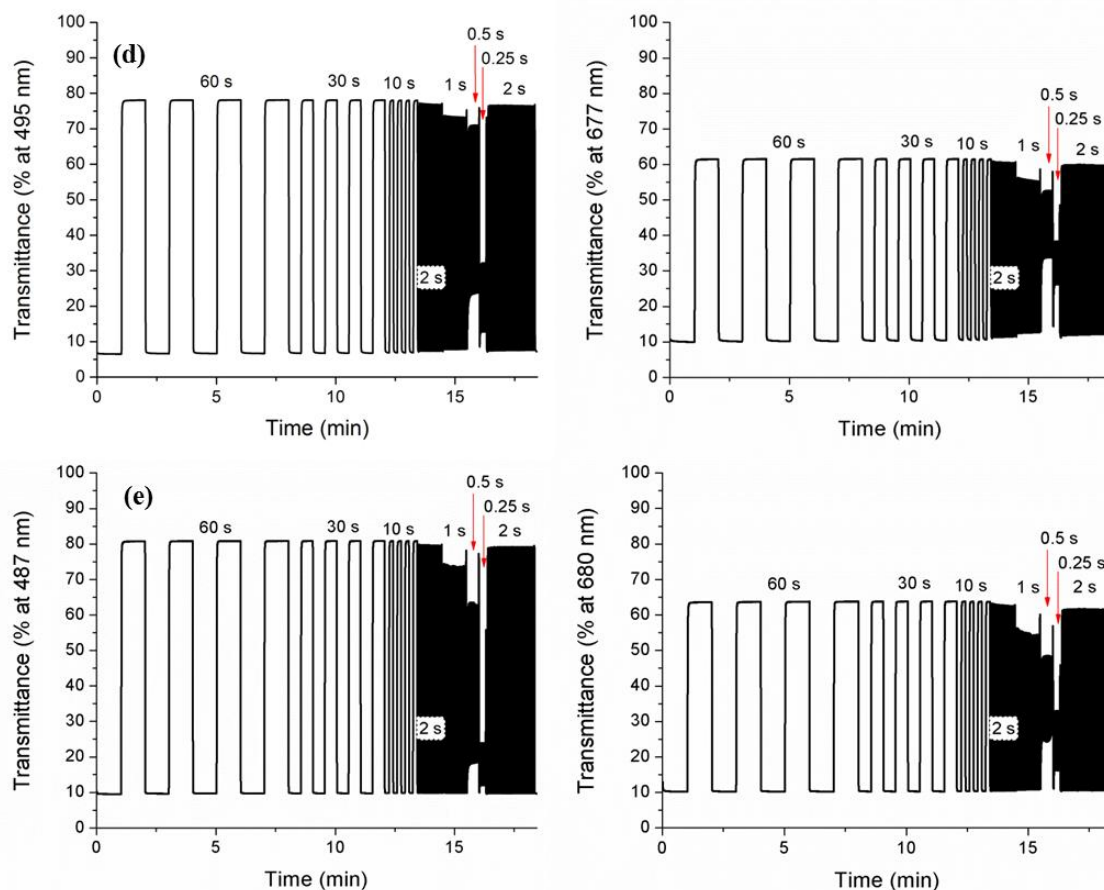 (d)
Transmittance (% at 495 nm)
100
90
80
70
60
50
40
30
20
10
0
60 s
30 s
10 s
1 s
0.5 s
0.25 s
2 s
2 s
0
5
10
15
Time (min)
Transmittance (% at 677 nm)
100
90
80
70
60
50
40
30
20
10
0
60 s
30 s
10 s
1 s
0.5 s
0.25 s
2 s
2 s
0
5
10
15
Time (min)
(e)
Transmittance (% at 487 nm)
100
90
80
70
60
50
40
30
20
10
0
60 s
30 s
10 s
1 s
0.5 s
0.25 s
2 s
2 s
0
5
10
15
Time (min)
Transmittance (% at 680 nm)
100
90
80
70
60
50
40
30
20
10
0
60 s
30 s
10 s
1 s
0.5 s
0.25 s
2 s
2 s
0
5
10
15
Time (min)